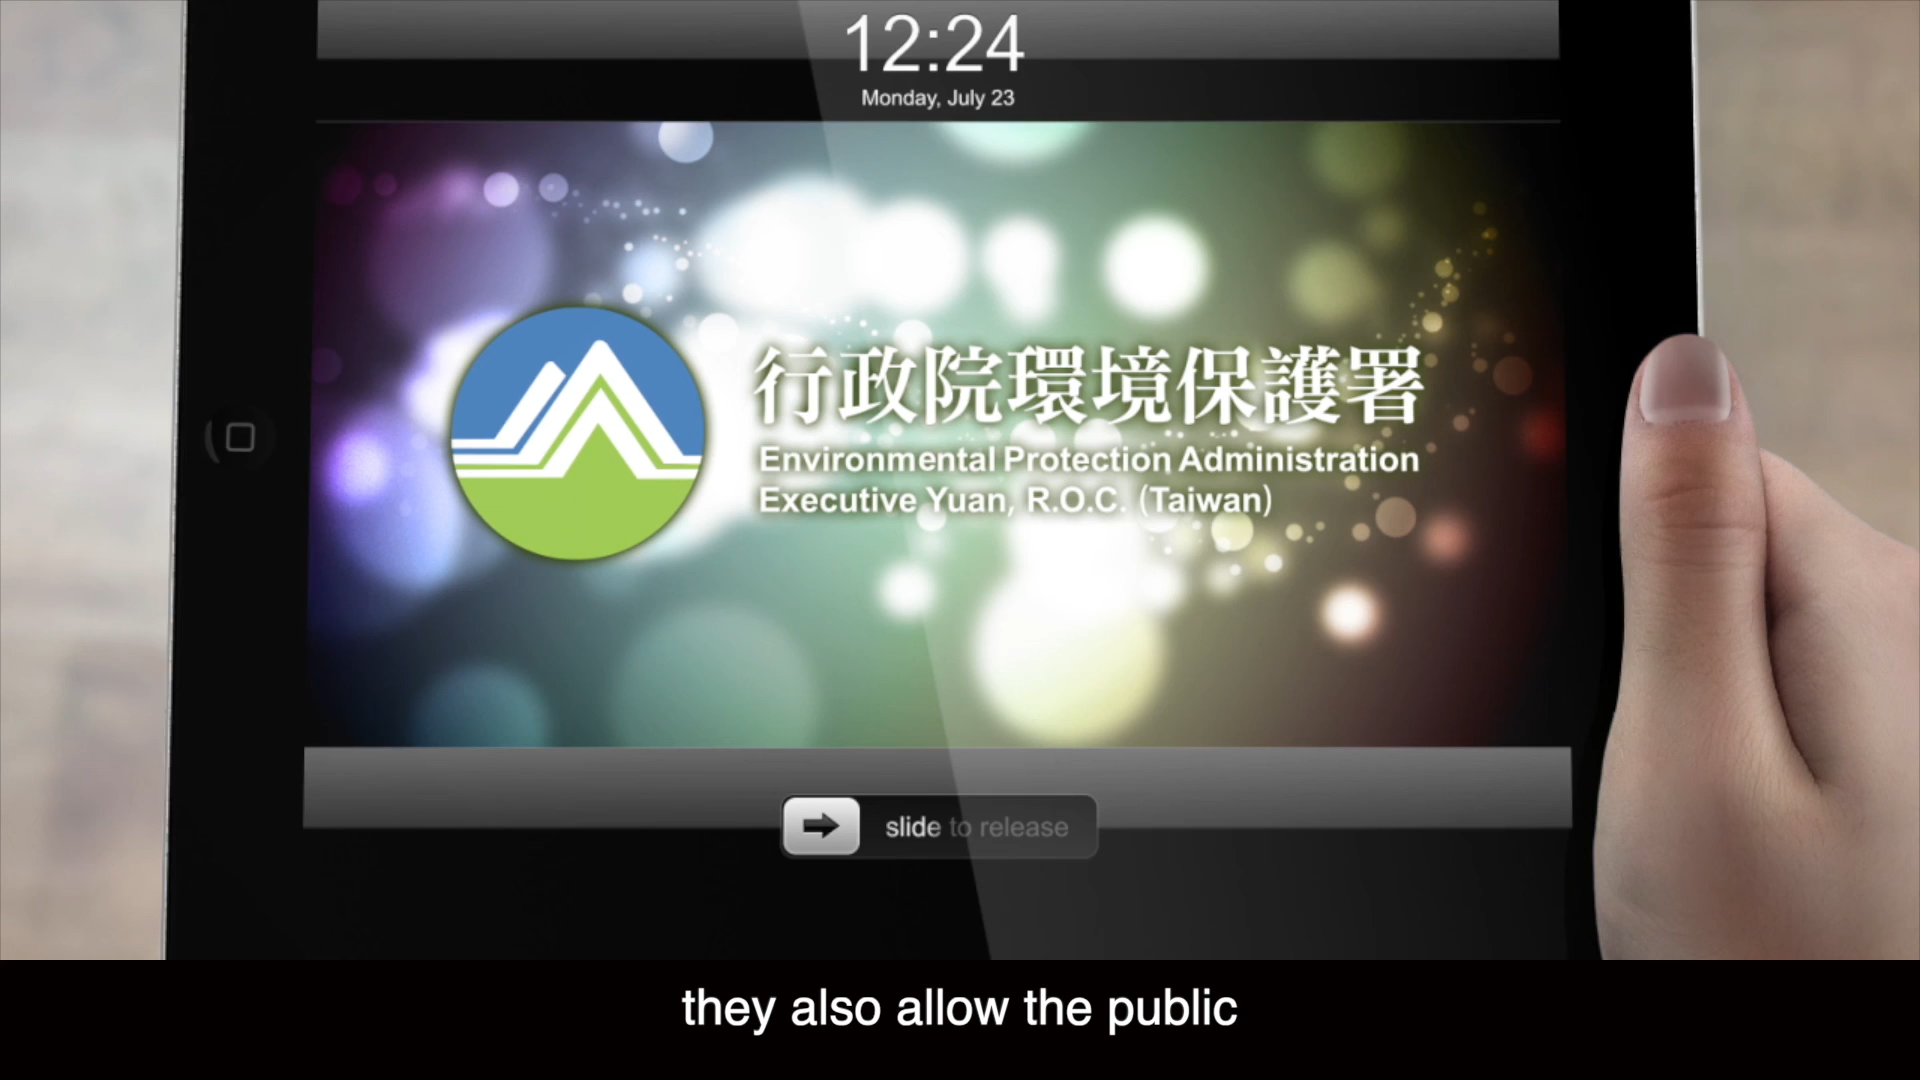 12:24
Monday, July 23
行政院環境保護署
Environmental Protection Administration
Executive Yuan, R.O.C. (Taiwan)
slide to release
they also allow the public